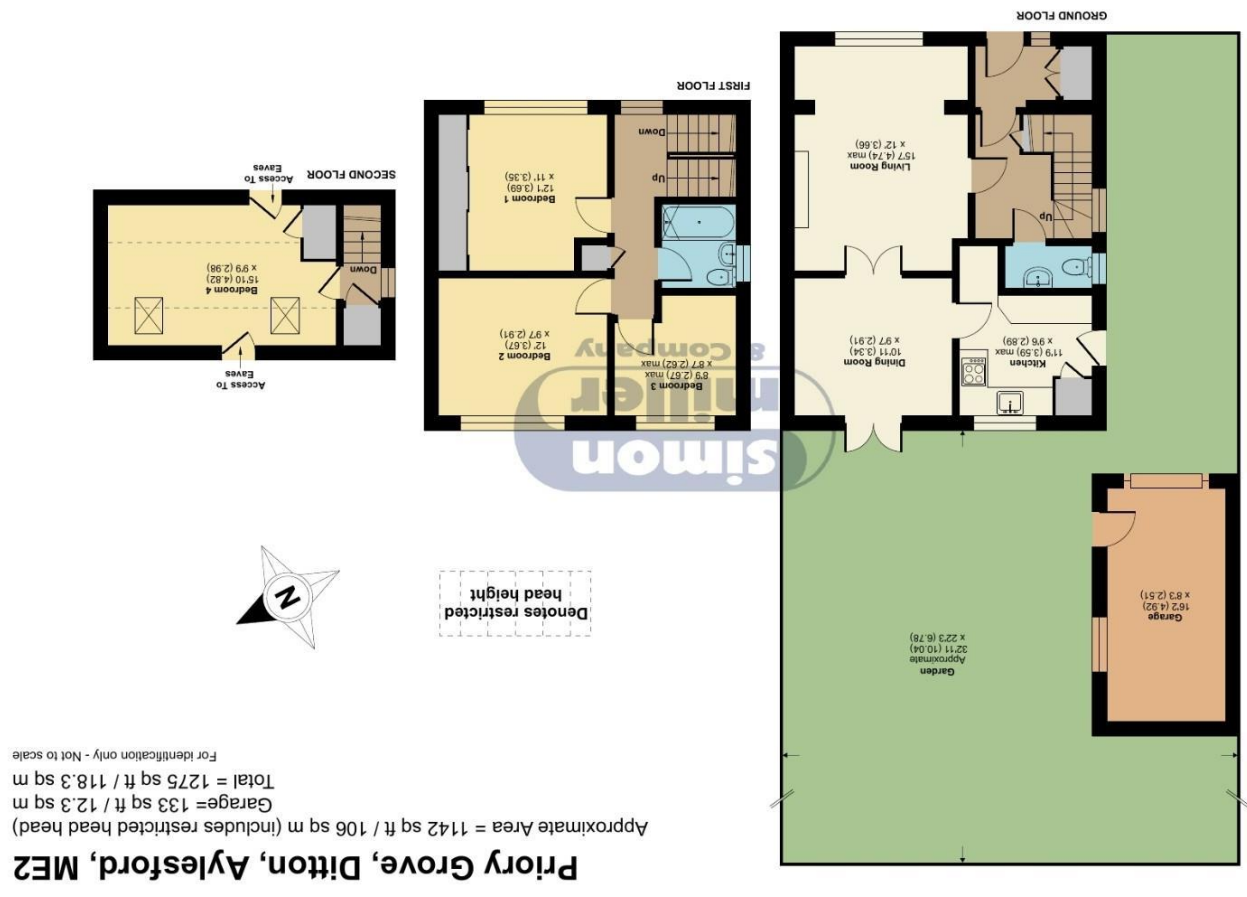 Priory Grove, Ditton, Aylesford, ME2
Approximate Area = 1142 sq ft / 106 sq m (includes restricted head head)
Garage= 133 sq ft / 12.3 sq m
Total = 1275 sq ft / 118.3 sq m
For identification only - Not to scale
Garden
Approximate
32'11 (10.04)
x 22'3 (6.78)
Garage
16'2 (4.92)
x 8'3 (2.51)
Denotes restricted
head height
N
simon
miller
& Company
Kitchen
11'9 (3.59) max
x 9'6 (2.89)
Dining Room
10'11 (3.34)
x 9'7 (2.91)
Up
Living Room
15'7 (4.74) max
x 12' (3.66)
GROUND FLOOR
Bedroom 3
8'9 (2.67) max
x 8'7 (2.62) max
Bedroom 2
12' (3.67)
x 9'7 (2.91)
Up
Down
Bedroom 1
12'1 (3.69)
x 11' (3.35)
FIRST FLOOR
Access To
Eaves
Down
Bedroom 4
15'10 (4.82)
x 9'9 (2.98)
Access To
Eaves
SECOND FLOOR